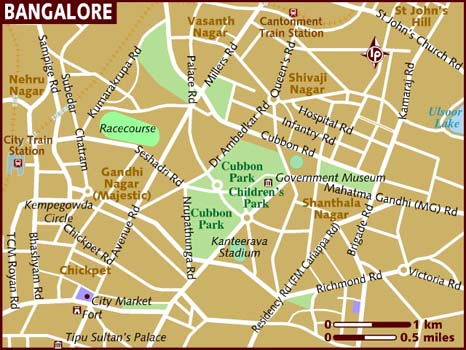 BANGALORE
Vasanth
Nagar
Cantonment
Train Station
St John's
Hill
St John's Church Rd
Sampige Rd
Subedar
Chatram
Kumarakrupa Rd
Palace Rd
Millers Rd
Queen's Rd
lp
Nehru
Nagar
Shivaji
Nagar
Kamaraj Rd
Ulsoor
Lake
City Train
Station
Racecourse
Dr Ambadkar Rd
Hospital Rd
Infantry Rd
Cubbon Rd
Seshadri Rd
Gandhi
Nagar
(Majestic)
Cubbon
Park
Government Museum
Children's
Park
Mahatma Gandhi (MG) Rd
Kempegowda
Circle
Cubbon
Park
Shanthala
Nagar
Nrupathunga Rd
Kanteerava
Stadium
Brigade Rd
TCM Royan Rd
Bhashyam Rd
Chickpet Rd
Avenue Rd
Chickpet
Residency Rd (FM Cariappa Rd)
Richmond Rd
Victoria Rd
City Market
Fort
Tipu Sultan's Palace
0
1 km
0
0.5 miles